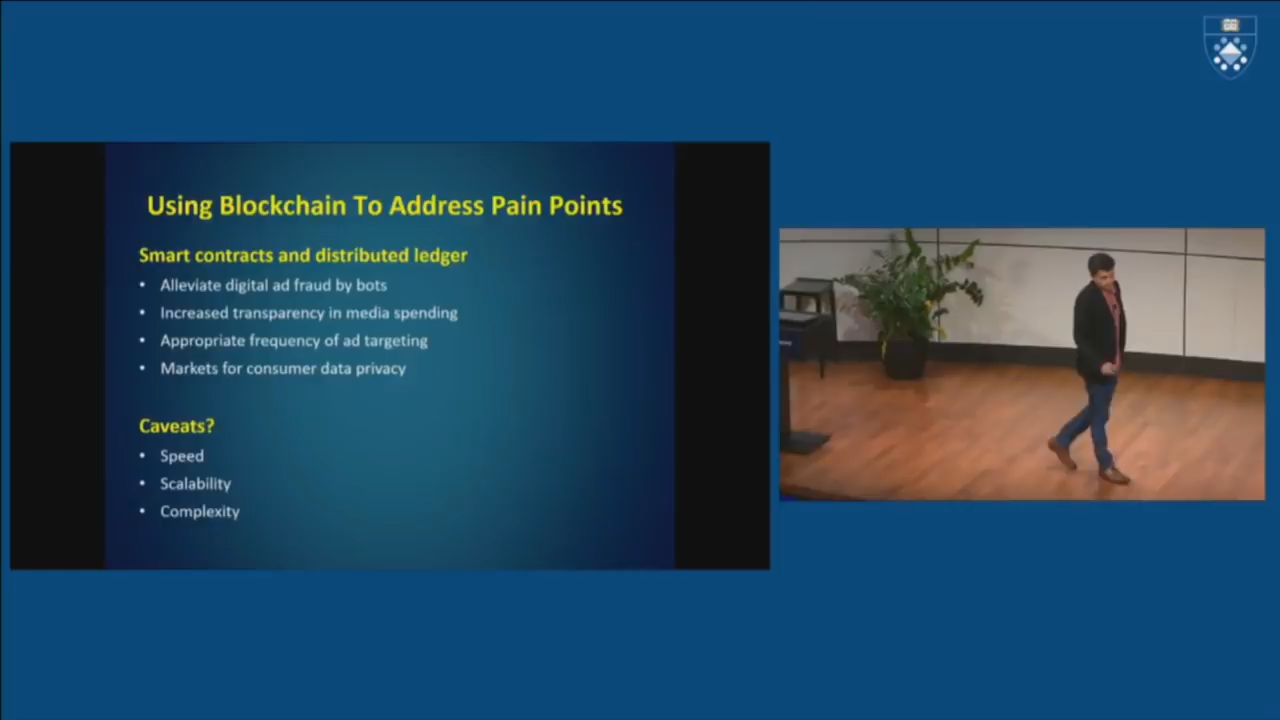 Using Blockchain To Address Pain Points
Smart contracts and distributed ledger
• Alleviate digital ad fraud by bots
• Increased transparency in media spending
• Appropriate frequency of ad targeting
• Markets for consumer data privacy
Caveats?
• Speed
• Scalability
• Complexity